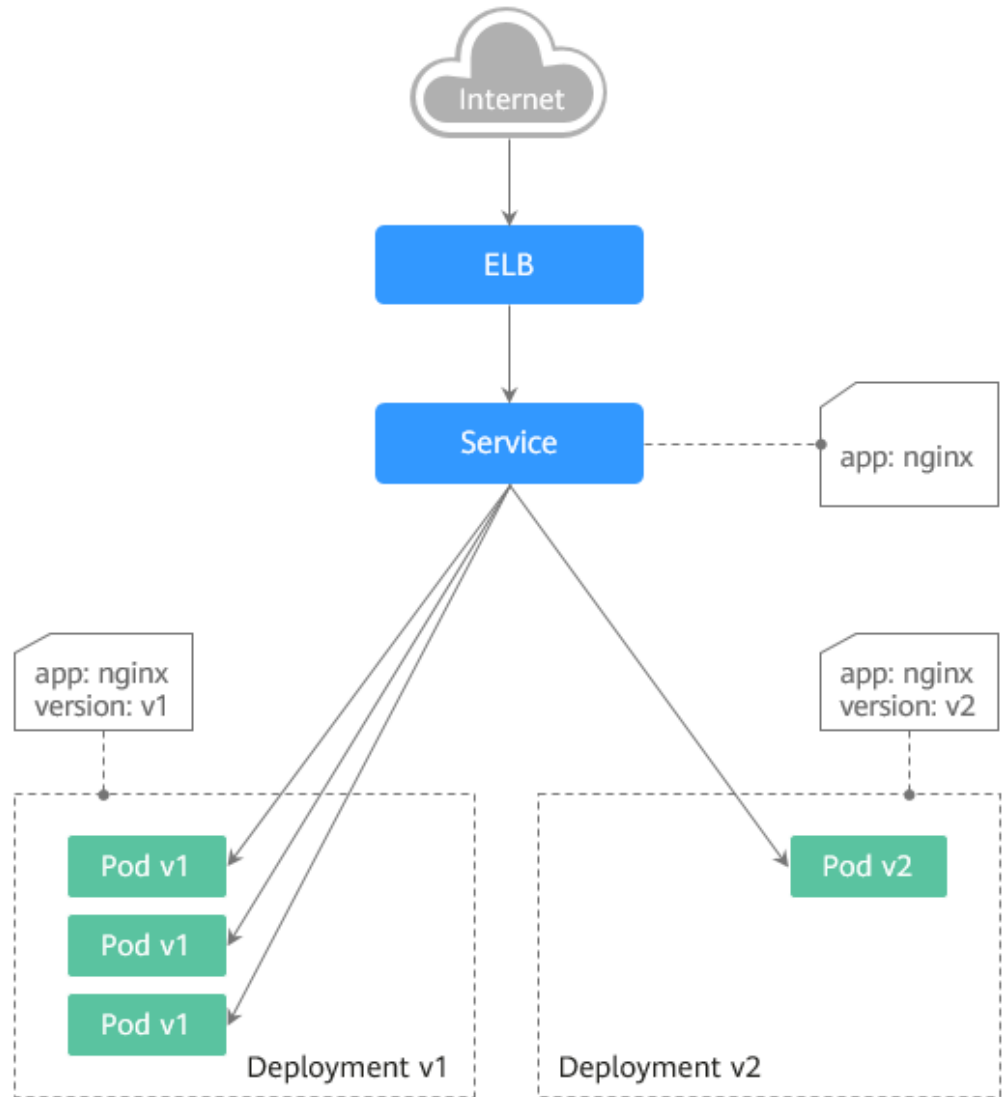 Internet
ELB
Service
app: nginx
app: nginx
version: v1
app: nginx
version: v2
Pod v1
Pod v1
Pod v1
Deployment v1
Pod v2
Deployment v2